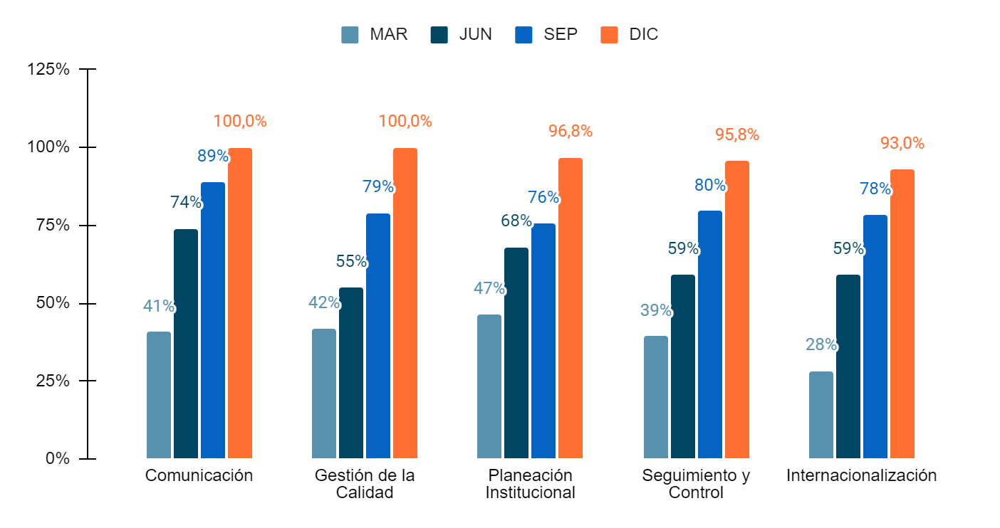 MAR JUN SEP DIC
125%
100%
75%
50%
25%
0%
41% 74% 89% 100,0%
42% 55% 79% 100,0%
47% 68% 76% 96,8%
39% 59% 80% 95,8%
28% 59% 78% 93,0%
Comunicación
Gestión de la
Calidad
Planeación
Institucional
Seguimiento y
Control
Internacionalización